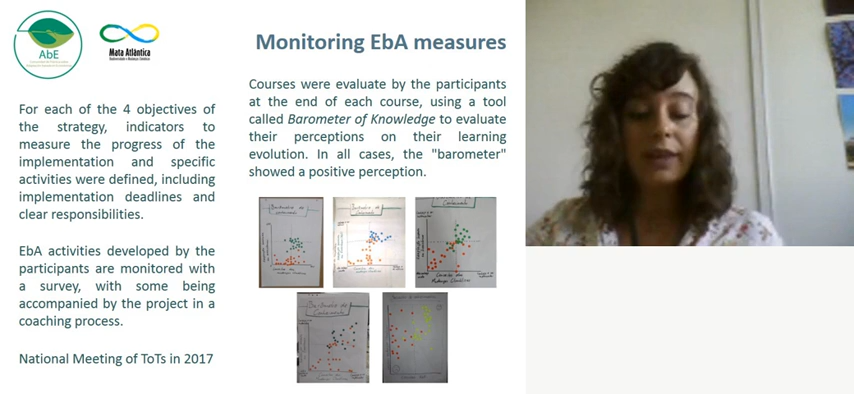 AbE
Mata Atlântica
Monitoring EbA measures
For each of the 4 objectives of
the strategy, indicators to
measure the progress of the
implementation and specific
activities were defined, including
implementation deadlines and
clear responsibilities.
EbA activities developed by the
participants are monitored with
a survey, with some being
accompanied by the project in a
coaching process.
National Meeting of ToTs in 2017
Courses were evaluate by the participants
at the end of each course, using a tool
called Barometer of Knowledge to evaluate
their perceptions on their learning
evolution. In all cases, the "barometer"
showed a positive perception.